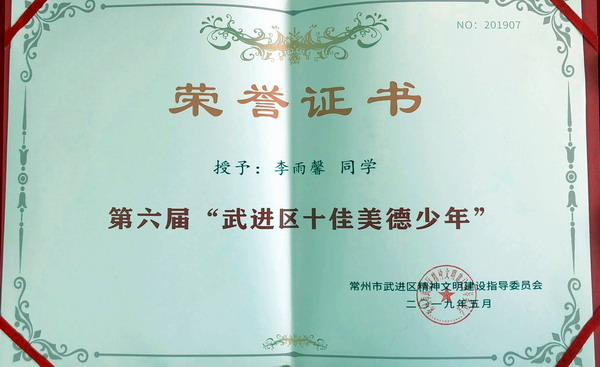 NO：201907
荣誉证书
授予：李雨馨 同学
第六届“武进区十佳美德少年”
常州市武进区精神文明建设指导委员会
二〇一九年五月